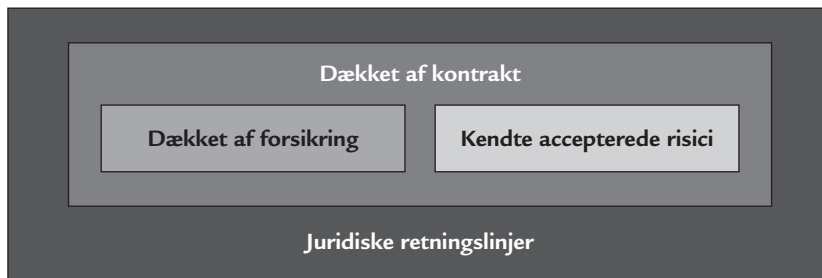 Dækket af kontrakt
Dækket af forsikring
Kendte accepterede risici
Juridiske retningslinjer